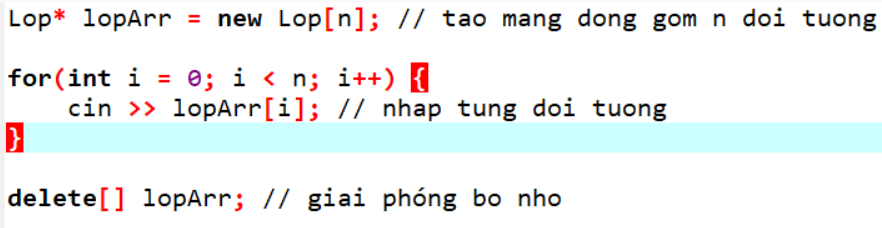 Lop* lopArr = new Lop[n]; // tao mang dong gom n doi tuong
for(int i = 0; i < n; i++) {
cin >> lopArr[i]; // nhap tung doi tuong
}
delete[] lopArr; // giai phóng bo nho